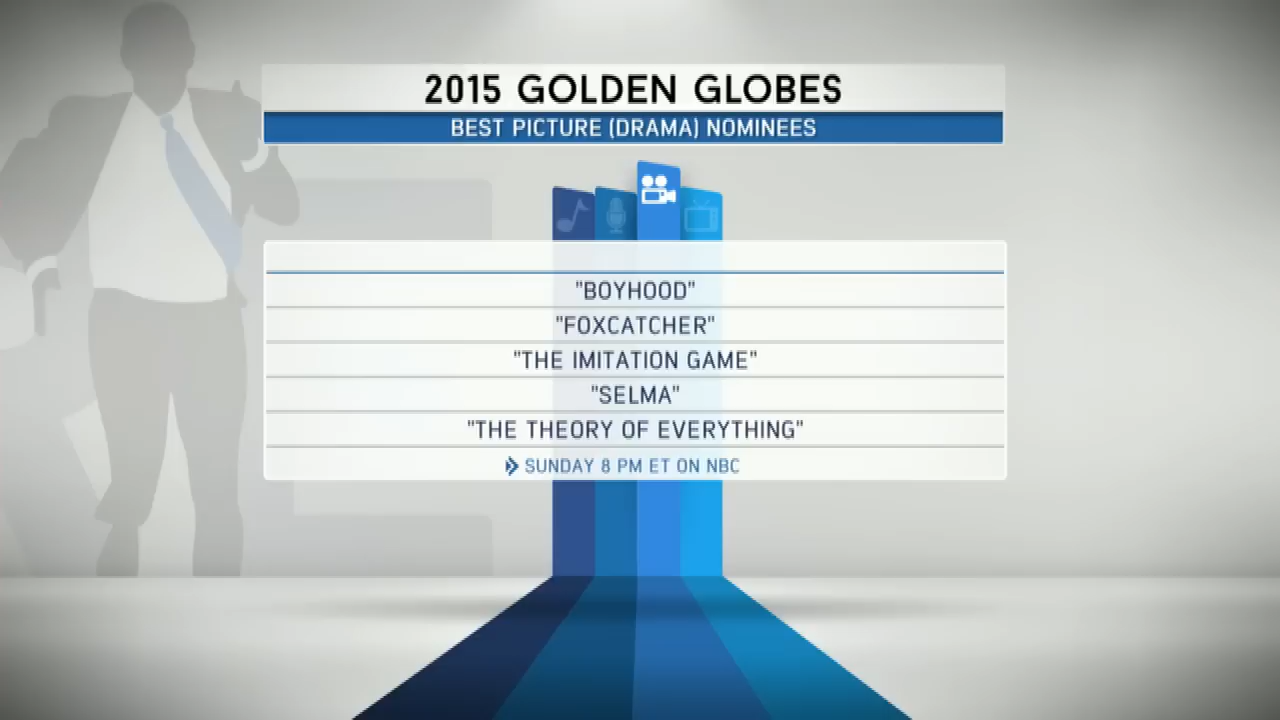 2015 GOLDEN GLOBES
BEST PICTURE (DRAMA) NOMINEES
"BOYHOOD"
"FOXCATCHER"
"THE IMITATION GAME"
"SELMA"
"THE THEORY OF EVERYTHING"
SUNDAY 8 PM ET ON NBC